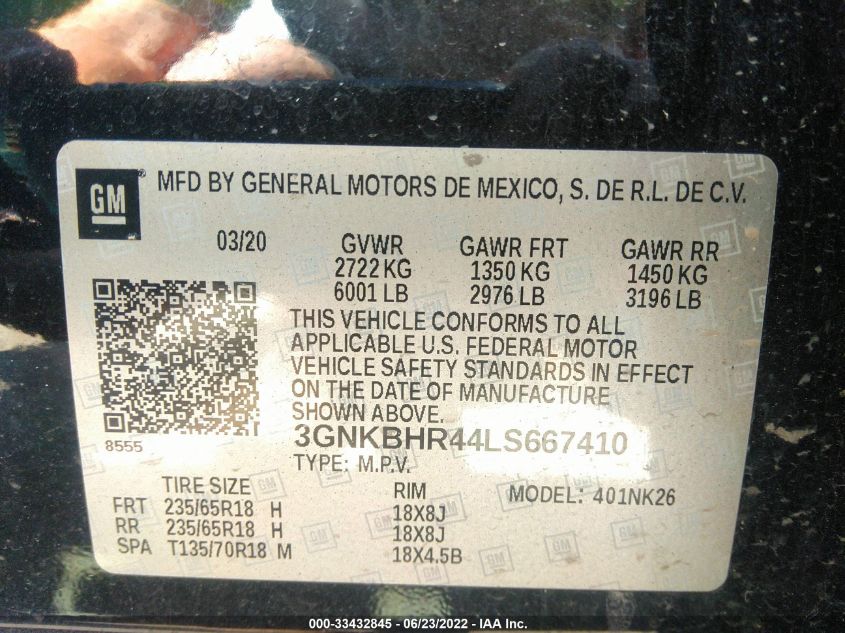 GM
MFD BY GENERAL MOTORS DE MEXICO, S. DE R.L. DE C.V.
03/20 GVWR GAWR FRT GAWR RR
2722 KG 1350 KG 1450 KG
6001 LB 2976 LB 3196 LB
THIS VEHICLE CONFORMS TO ALL
APPLICABLE U.S. FEDERAL MOTOR
VEHICLE SAFETY STANDARDS IN EFFECT
ON THE DATE OF MANUFACTURE
SHOWN ABOVE.
8555
3GNKBHR44LS667410
TYPE: M.P.V.
TIRE SIZE RIM MODEL: 401NK26
FRT 235/65R18 H 18X8J
RR 235/65R18 H 18X8J
SPA T135/70R18 M 18X4.5B
000-33432845 - 06/23/2022 - IAA Inc.